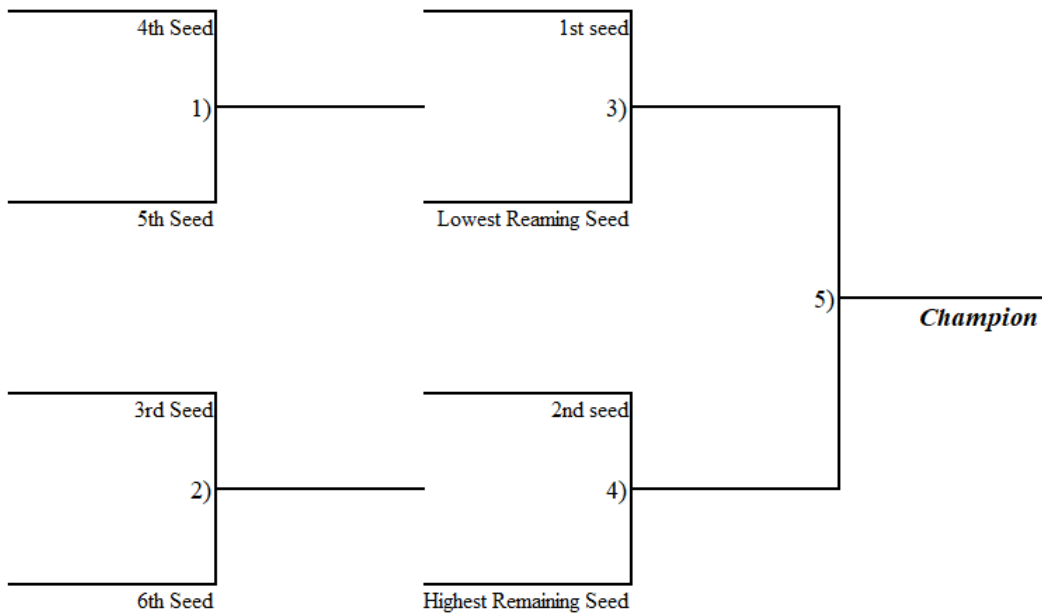 4th Seed
1)
5th Seed
1st seed
3)
Lowest Reaming Seed
5)
Champion
3rd Seed
2)
6th Seed
2nd seed
4)
Highest Remaining Seed